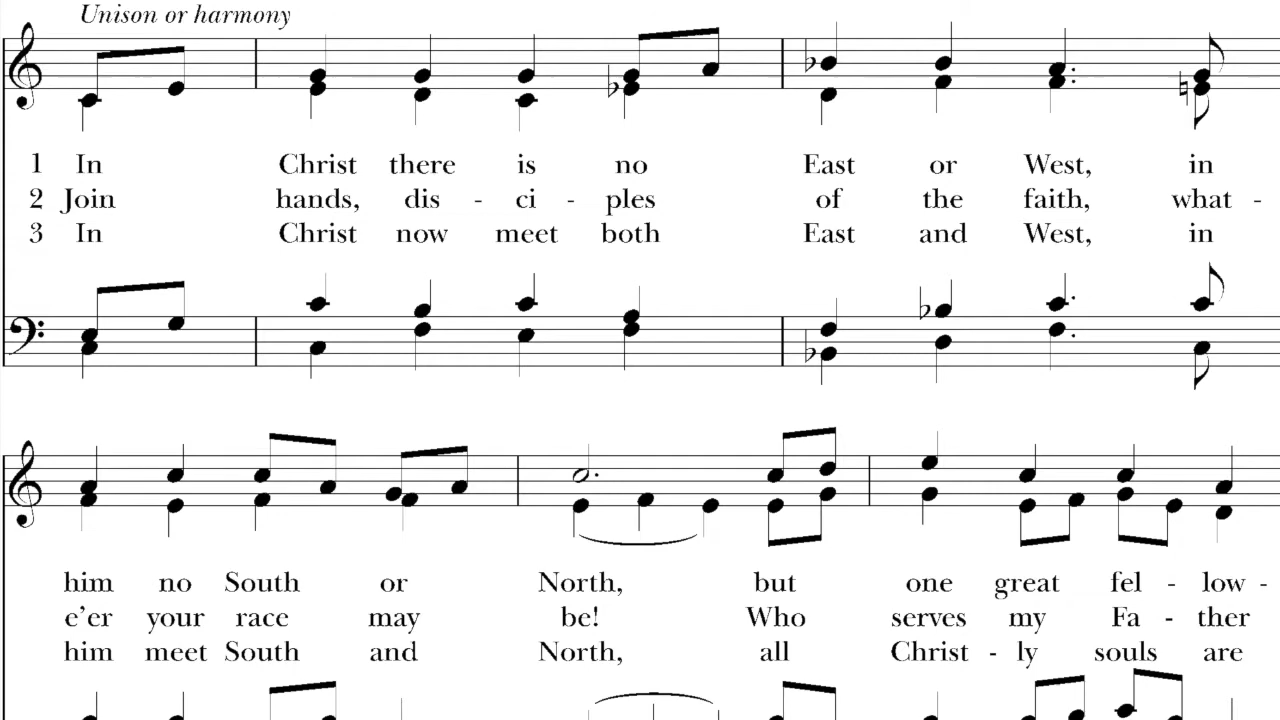 Unison or harmony
1 In Christ there is no East or West, in
2 Join hands, dis - ci - ples of the faith, what -
3 In Christ now meet both East and West, in
him no South or North, but one great fel - low -
e’er your race may be! Who serves my Fa - ther
him meet South and North, all Christ - ly souls are